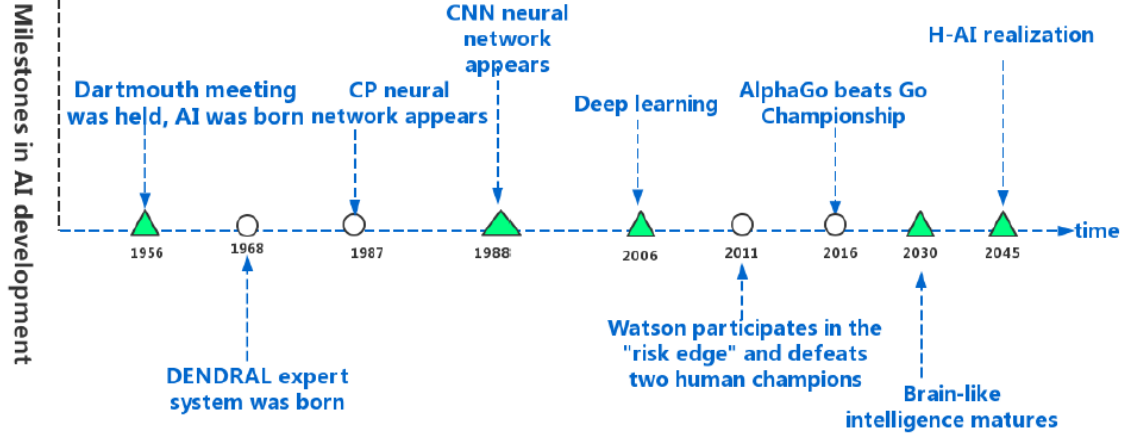 Milestones in AI development
CNN neural
network
appears
H-AI realization
Dartmouth meeting
was held, AI was born
CP neural
network appears
Deep learning
AlphaGo beats Go
Championship
time
1956
1968
1987
1988
2006
2011
2016
2030
2045
DENDRAL expert
system was born
Watson participates in the
"risk edge" and defeats
two human champions
Brain-like
intelligence matures